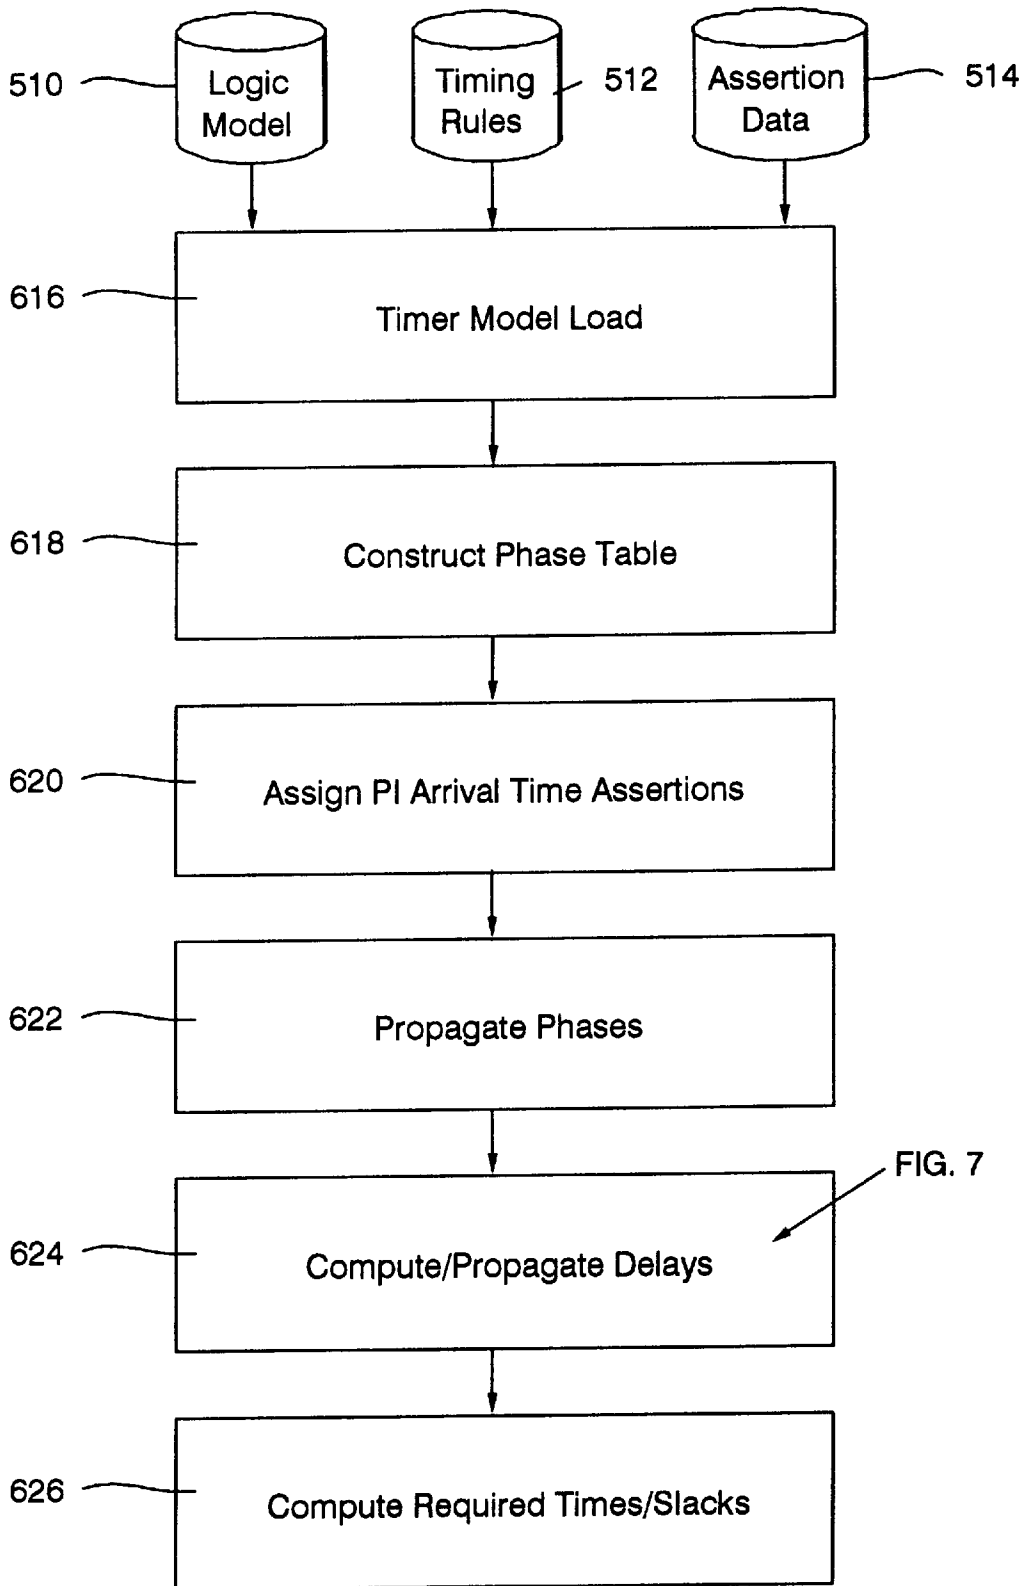 510
Logic
Model
Timing
Rules
512
Assertion
Data
514
616
Timer Model Load
618
Construct Phase Table
620
Assign PI Arrival Time Assertions
622
Propagate Phases
FIG. 7
624
Compute/Propagate Delays
626
Compute Required Times/Slacks